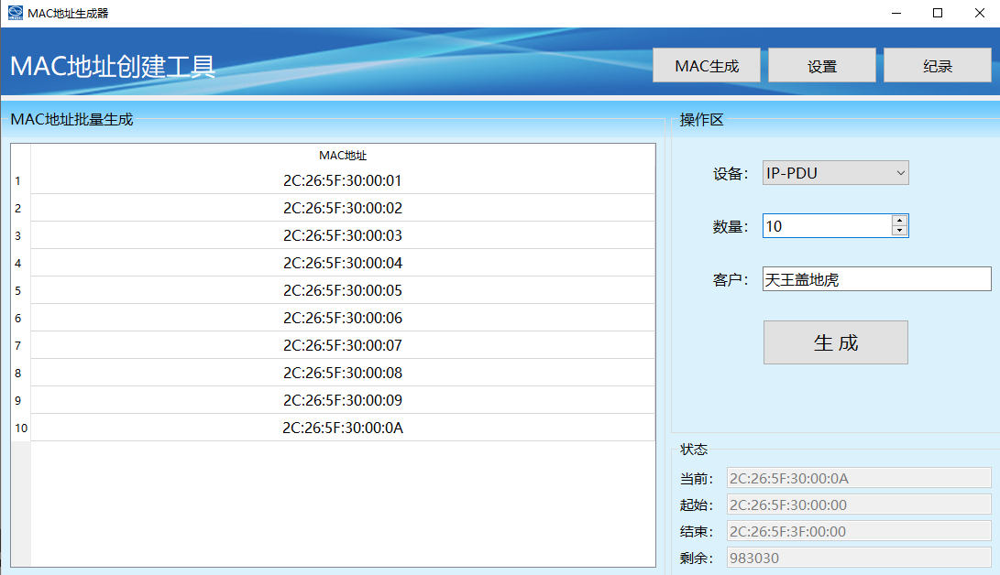 MAC地址生成器
MAC地址创建工具
MAC生成
设置
纪录
MAC地址批量生成
MAC地址
1 2C:26:5F:30:00:01
2 2C:26:5F:30:00:02
3 2C:26:5F:30:00:03
4 2C:26:5F:30:00:04
5 2C:26:5F:30:00:05
6 2C:26:5F:30:00:06
7 2C:26:5F:30:00:07
8 2C:26:5F:30:00:08
9 2C:26:5F:30:00:09
10 2C:26:5F:30:00:0A
操作区
设备： IP-PDU
数量： 10
客户： 天王盖地虎
生 成
状态
当前： 2C:26:5F:30:00:0A
起始： 2C:26:5F:30:00:00
结束： 2C:26:5F:3F:00:00
剩余： 983030